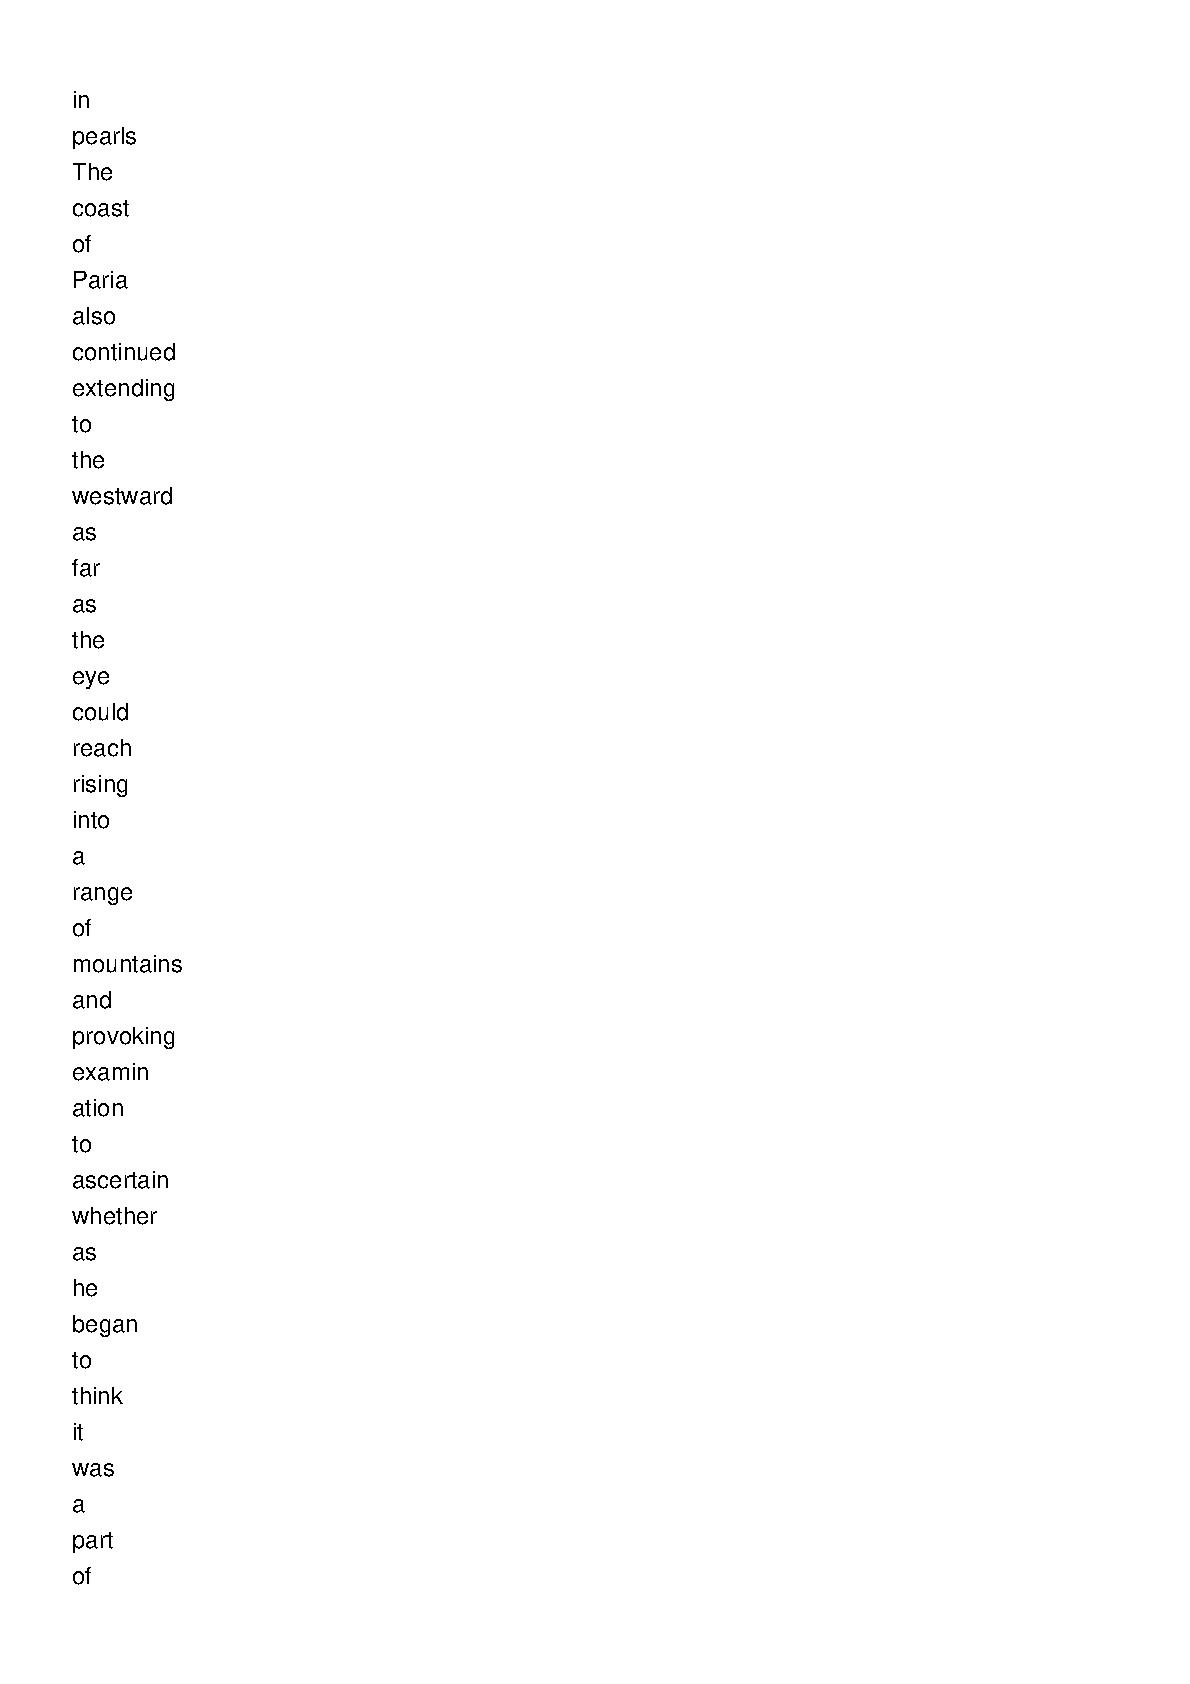 in
pearls
The
coast
of
Paria
also
continued
extending
to
the
westward
as
far
as
the
eye
could
reach
rising
into
a
range
of
mountains
and
provoking
examin
ation
to
ascertain
whether
as
he
began
to
think
it
was
a
part
of